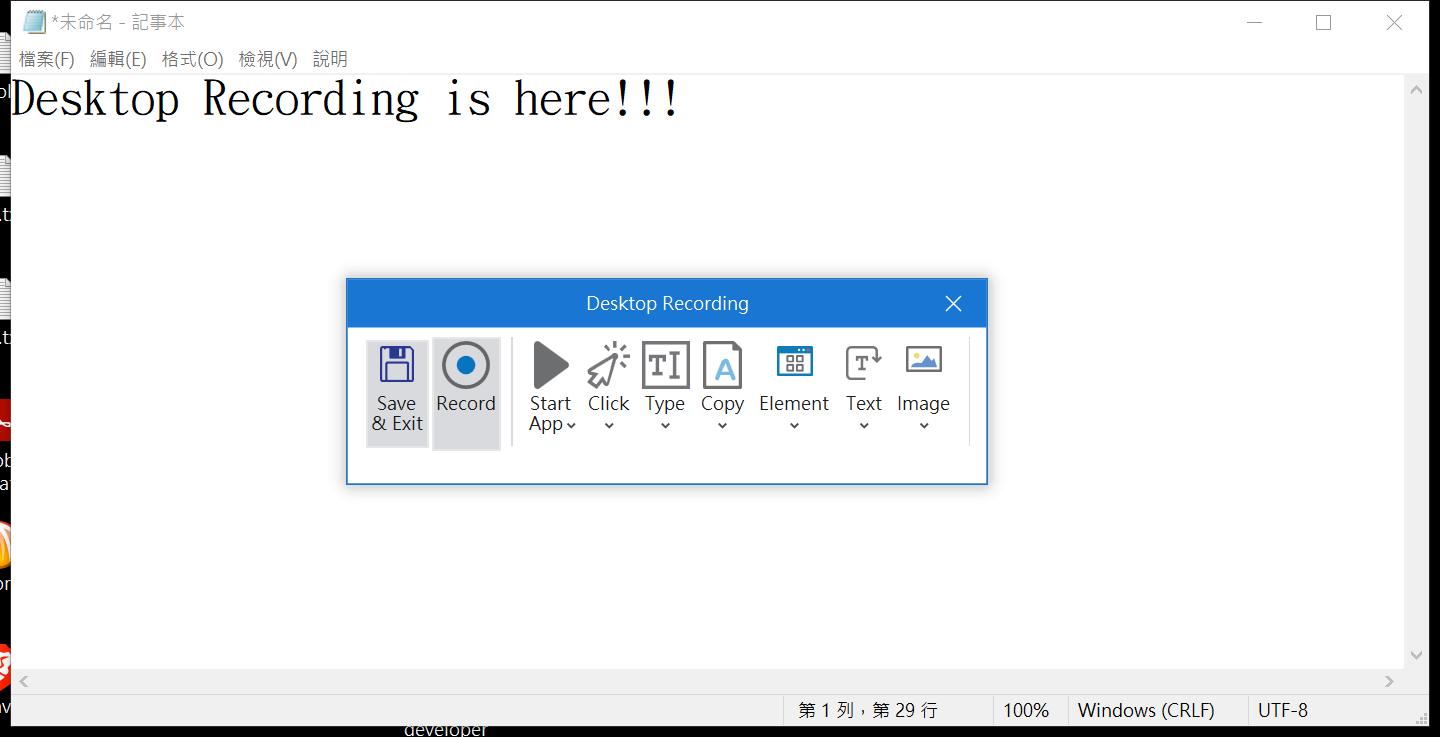 *未命名 - 記事本
檔案(F) 編輯(E) 格式(O) 檢視(V) 說明
Desktop Recording is here!!!
Desktop Recording
Save & Exit
Record
Start App
Click
Type
Copy
Element
Text
Image
第 1 列，第 29 行
100%
Windows (CRLF)
UTF-8
developer